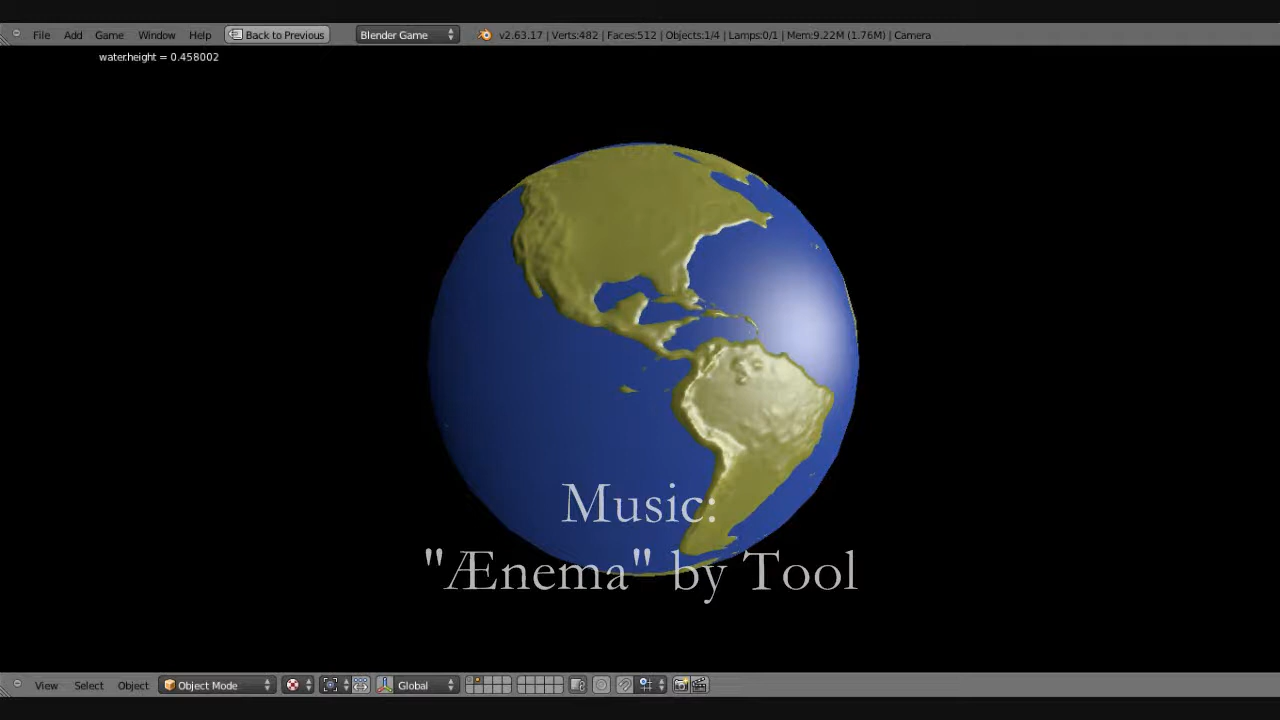 File Add Game Window Help Back to Previous Blender Game v2.63.17 | Verts:482 | Faces:512 | Objects:1/4 | Lamps:0/1 | Mem:9.22M (1.76M) | Camera
water.height = 0.458002
Music:
"Ænema" by Tool
View Select Object Object Mode Global